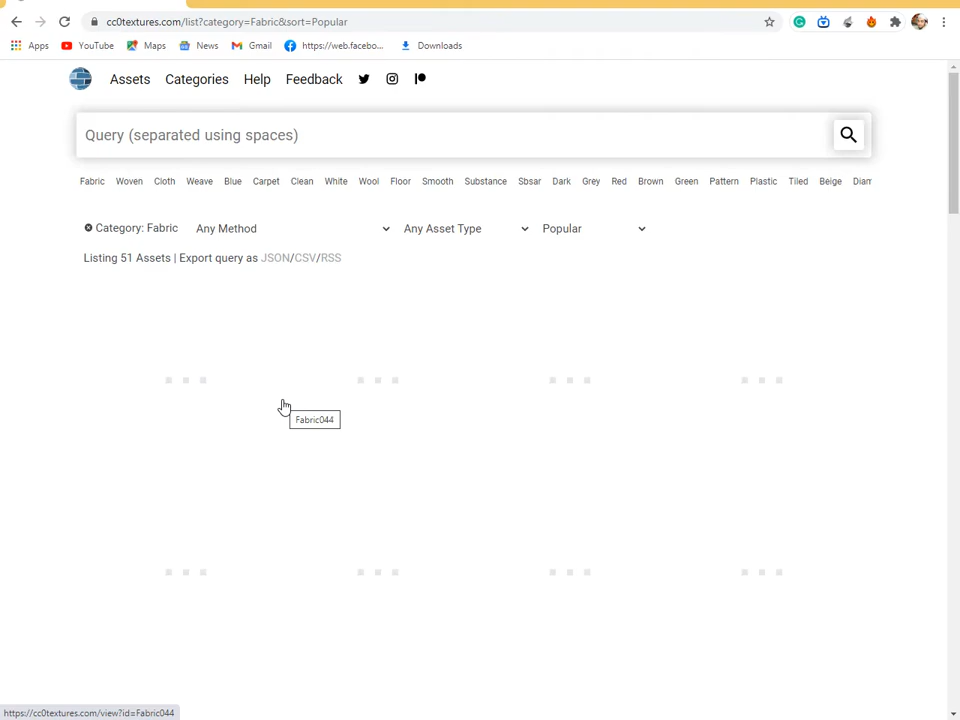 cc0textures.com/list?category=Fabric&sort=Popular
Apps YouTube Maps News Gmail https://web.facebo... Downloads
Assets Categories Help Feedback
Query (separated using spaces)
Fabric Woven Cloth Weave Blue Carpet Clean White Wool Floor Smooth Substance Sbsar Dark Grey Red Brown Green Pattern Plastic Tiled Beige Diam
Category: Fabric Any Method Any Asset Type Popular
Listing 51 Assets | Export query as JSON/CSV/RSS
Fabric044
https://cc0textures.com/view?id=Fabric044